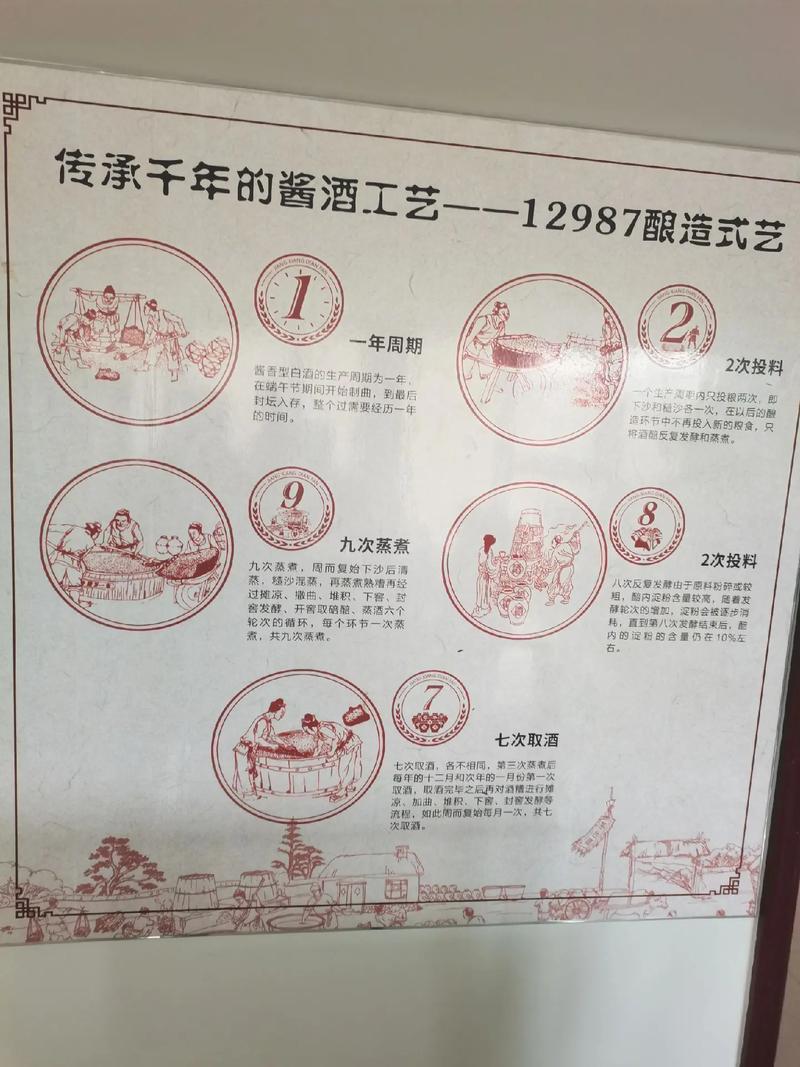 传承千年的酱酒工艺——12987酿造式艺
1
一年周期
酱香型白酒的生产周期为一年，
在端午节期间开始制曲，到最后
封坛入存，整个过需要经历一年
的时间。
2
2次投料
一个生产周期内只投粮两次，即
下沙和糙沙各一次，在以后的酿
造环节中不再投入新的粮食，只
将酒醅反复发酵和蒸煮。
9
九次蒸煮
九次蒸煮，周而复始下沙后清
蒸，糙沙混蒸，再蒸煮熟糟再经
过摊凉、撒曲、堆积、下窖、封
窖发酵、开窖取醅、蒸酒六个
轮次的循环，每个环节一次蒸
煮，共九次蒸煮。
8
2次投料
八次反复发酵由于原料粉碎或较
粗，醅内淀粉含量较高，随着发
酵轮次的增加，淀粉会被逐步消
耗，直到第八次发酵结束后，醅
内的淀粉的含量仍在10%左
右。
7
七次取酒
七次取酒，各不相同，第三次蒸煮后
每年的十二月和次年的一月份第一次
取酒，取酒完毕之后再对酒糟进行摊
凉、加曲、堆积、下窖、封窖发酵等
流程，如此周而复始每月一次，共七
次取酒。